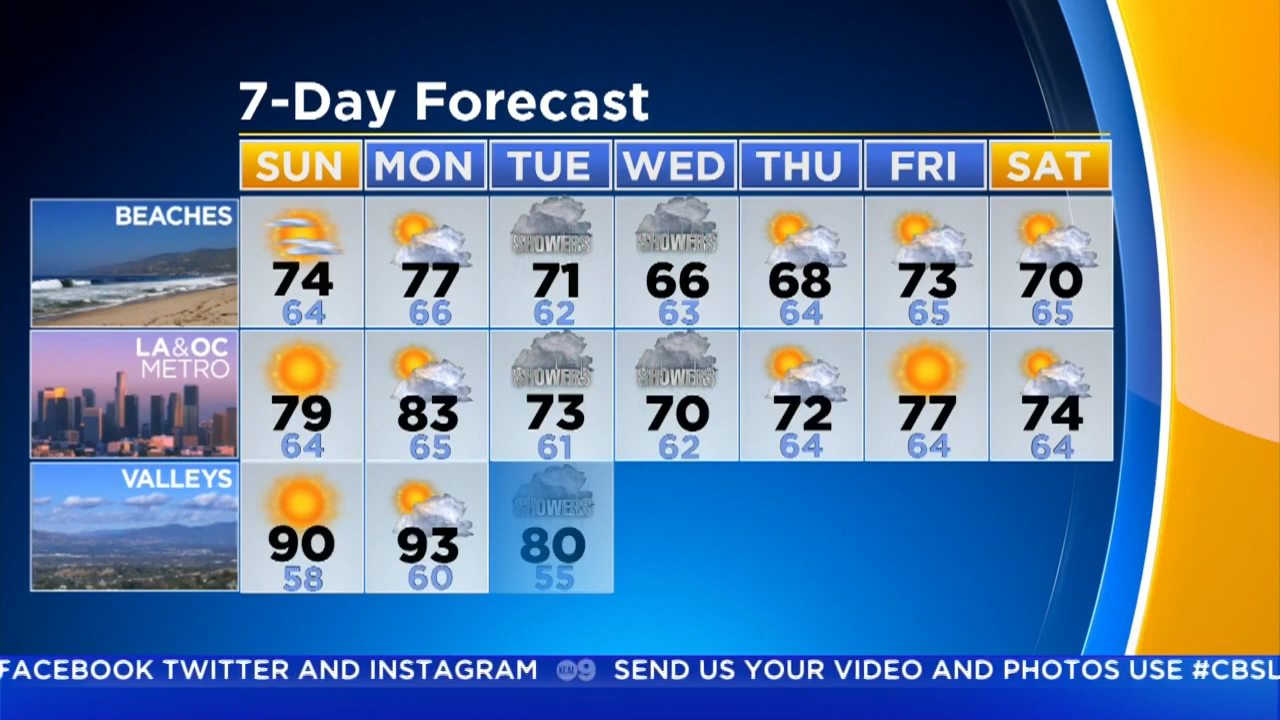 7-Day Forecast
SUN MON TUE WED THU FRI SAT
BEACHES
SHOWERS SHOWERS
74 77 71 66 68 73 70
64 66 62 63 64 65 65
LA&OC
METRO
SHOWERS SHOWERS
79 83 73 70 72 77 74
64 65 61 62 64 64 64
VALLEYS
SHOWERS
90 93 80
58 60 55
FACEBOOK TWITTER AND INSTAGRAM KCAL 9 SEND US YOUR VIDEO AND PHOTOS USE #CBSL